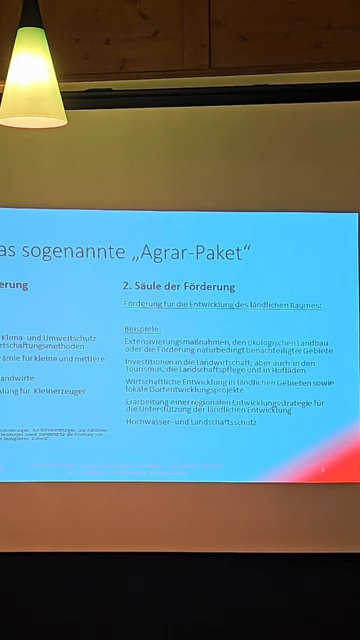 as sogenannte „Agrar-Paket“
erung
Klima- und Umweltschutz
rtschaftungsmethoden
rämie für kleine und mittlere
andwirte
alung für Kleinerzeuger
2. Säule der Förderung
Förderung für die Entwicklung des ländlichen Raumes:
Beispiele:
Extensivierungsmaßnahmen, den ökologischen Landbau
oder die Förderung naturbedingt benachteiligter Gebiete
Investitionen in die Landwirtschaft, aber auch in den
Tourismus, die Landschaftspflege und in Hofläden
Wirtschaftliche Entwicklung in ländlichen Gebieten sowie
lokale Dorfentwicklungsprojekte
Erarbeitung einer regionalen Entwicklungsstrategie für
die Unterstützung der ländlichen Entwicklung
Hochwasser- und Landschaftsschutz